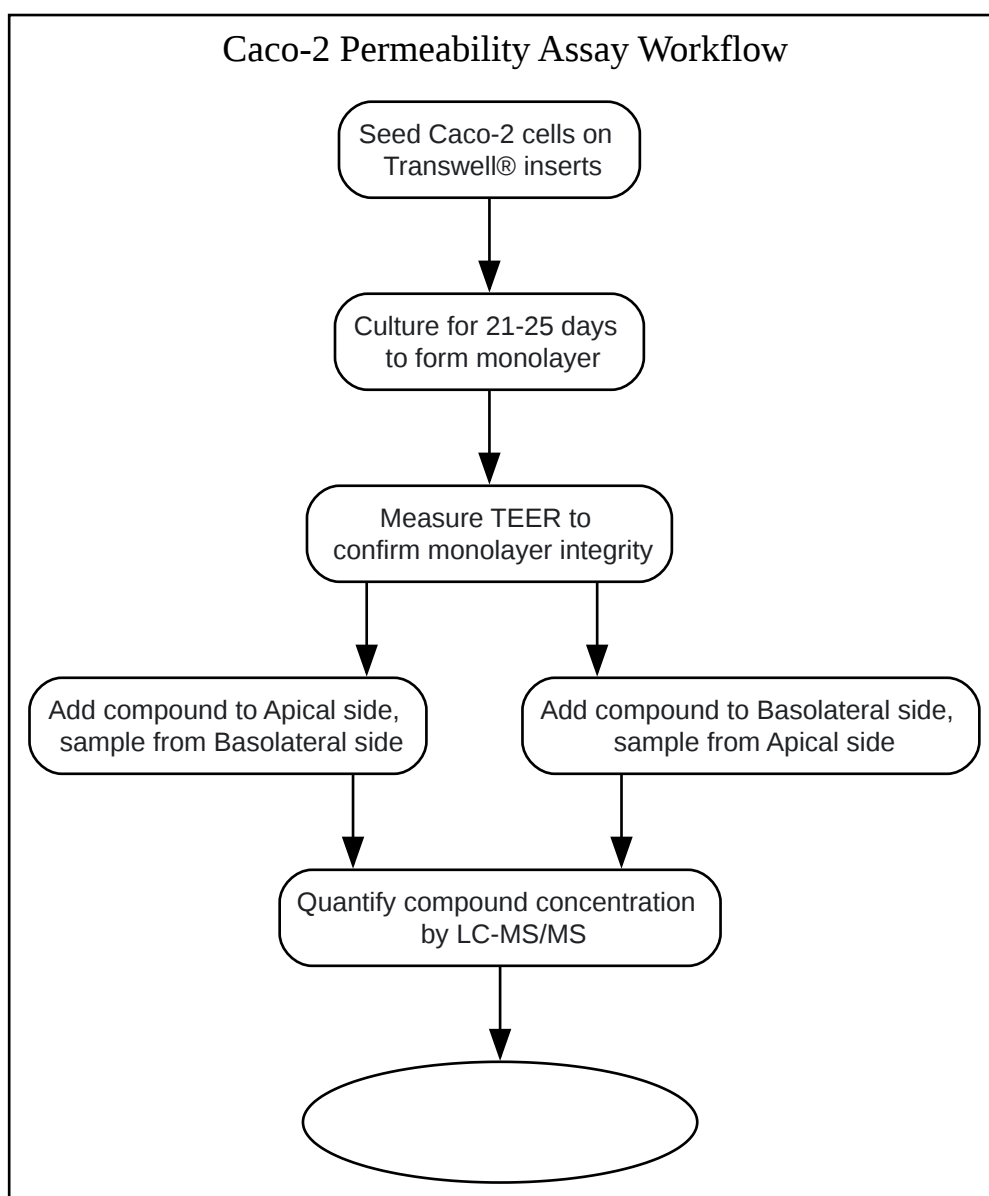 Caco-2 Permeability Assay Workflow
Seed Caco-2 cells on
Transwell® inserts
Culture for 21-25 days
to form monolayer
Measure TEER to
confirm monolayer integrity
Add compound to Apical side,
sample from Basolateral side
Add compound to Basolateral side,
sample from Apical side
Quantify compound concentration
by LC-MS/MS